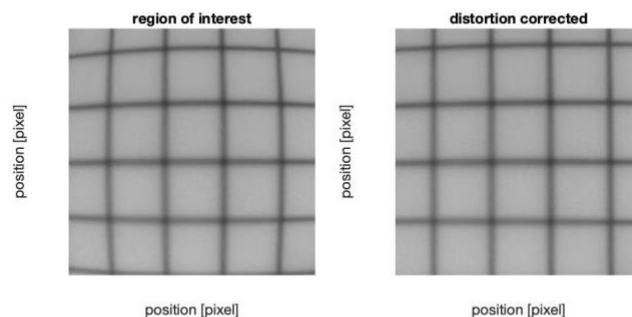 region of interest
distortion corrected
position [pixel]
position [pixel]
position [pixel]
position [pixel]